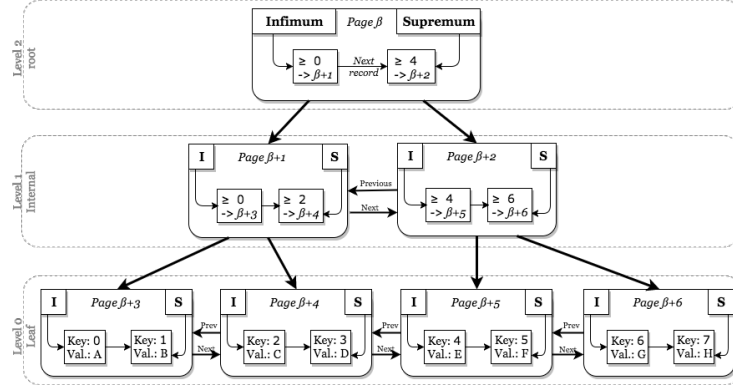 Level 2
root
Infimum
Page β
Supremum
≥ 0
-> β+1
Next
record
≥ 4
-> β+2
Level 1
Internal
I
Page β+1
S
≥ 0
-> β+3
≥ 2
-> β+4
Previous
Next
I
Page β+2
S
≥ 4
-> β+5
≥ 6
-> β+6
Level 0
Leaf
I
Page β+3
S
Key: 0
Val.: A
Key: 1
Val.: B
Prev
Next
I
Page β+4
S
Key: 2
Val.: C
Key: 3
Val.: D
Prev
Next
I
Page β+5
S
Key: 4
Val.: E
Key: 5
Val.: F
Prev
Next
I
Page β+6
S
Key: 6
Val.: G
Key: 7
Val.: H